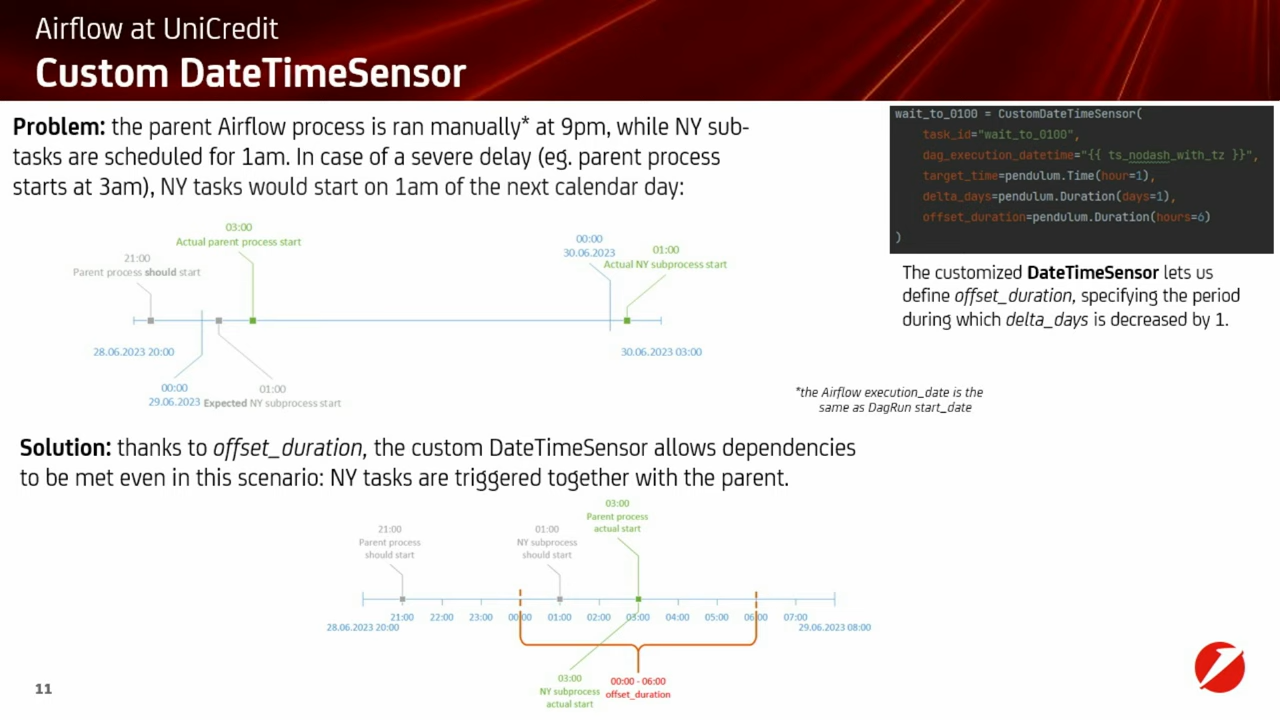 Airflow at UniCredit
Custom DateTimeSensor
Problem: the parent Airflow process is ran manually* at 9pm, while NY sub-
tasks are scheduled for 1am. In case of a severe delay (eg. parent process
starts at 3am), NY tasks would start on 1am of the next calendar day:
03:00
Actual parent process start
21:00
Parent process should start
00:00
30.06.2023
01:00
Actual NY subprocess start
28.06.2023 20:00
30.06.2023 03:00
00:00
29.06.2023
01:00
Expected NY subprocess start
wait_to_0100 = CustomDateTimeSensor(
task_id="wait_to_0100",
dag_execution_datetime="{{ ts_nodash_with_tz }}",
target_time=pendulum.Time(hour=1),
delta_days=pendulum.Duration(days=1),
offset_duration=pendulum.Duration(hours=6)
)
The customized DateTimeSensor lets us
define offset_duration, specifying the period
during which delta_days is decreased by 1.
*the Airflow execution_date is the
same as DagRun start_date
Solution: thanks to offset_duration, the custom DateTimeSensor allows dependencies
to be met even in this scenario: NY tasks are triggered together with the parent.
03:00
Parent process
actual start
21:00
Parent process
should start
01:00
NY subprocess
should start
21:00 22:00 23:00 00:00 01:00 02:00 03:00 04:00 05:00 06:00 07:00
28.06.2023 20:00
29.06.2023 08:00
03:00
NY subprocess
actual start
00:00 - 06:00
offset_duration
11